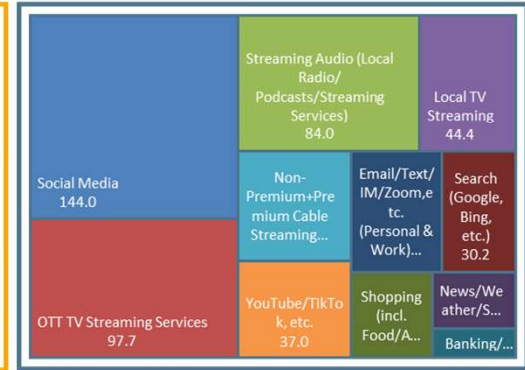 Social Media
144.0
OTT TV Streaming Services
97.7
Streaming Audio (Local
Radio/
Podcasts/Streaming
Services)
84.0
Local TV
Streaming
44.4
Non-
Premium+Pre
mium Cable
Streaming...
Email/Text/
IM/Zoom,e
tc.
(Personal &
Work)...
Search
(Google,
Bing,
etc.)
30.2
YouTube/TikTo
k, etc.
37.0
Shopping
(incl.
Food/A...
News/We
ather/S...
Banking/...